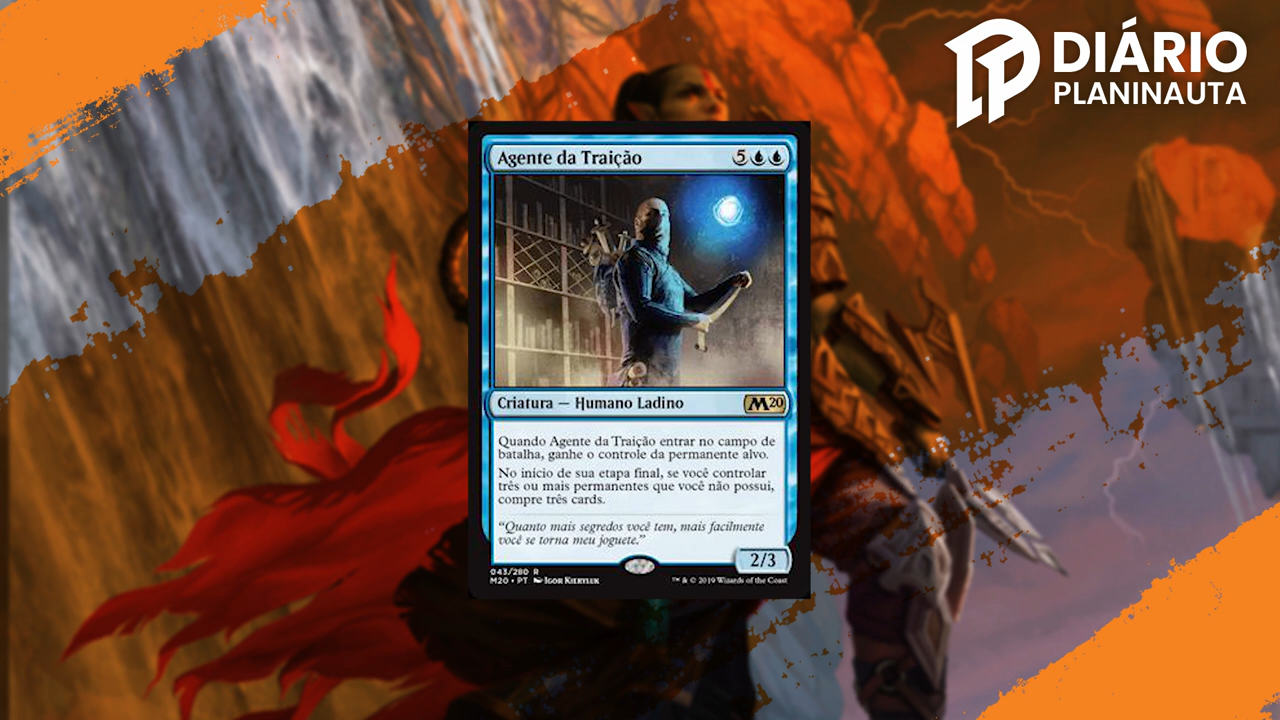 DIÁRIO
PLANINAUTA
Agente da Traição 5
Criatura — Humano Ladino M20
Quando Agente da Traição entrar no campo de
batalha, ganhe o controle da permanente alvo.
No início de sua etapa final, se você controlar
três ou mais permanentes que você não possui,
compre três cards.
“Quanto mais segredos você tem, mais facilmente
você se torna meu joguete.”
2/3
043/280 R
M20 • PT Igor Kieryluk ™ & © 2019 Wizards of the Coast